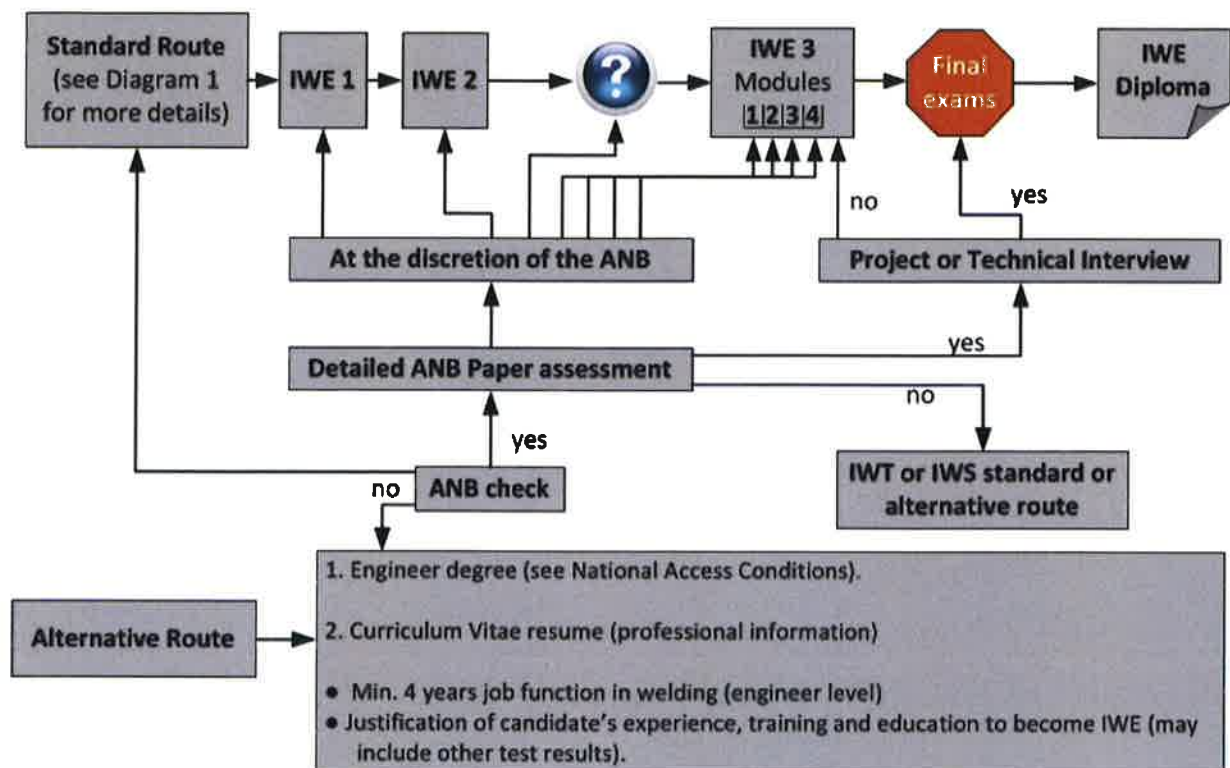 Standard Route
(see Diagram 1
for more details)
IWE 1
IWE 2
?
IWE 3
Modules
1 2 3 4
Final
exams
IWE
Diploma
no
yes
At the discretion of the ANB
Project or Technical Interview
Detailed ANB Paper assessment
yes
no
yes
no
ANB check
IWT or IWS standard or
alternative route
Alternative Route
1. Engineer degree (see National Access Conditions).
2. Curriculum Vitae resume (professional information)
● Min. 4 years job function in welding (engineer level)
● Justification of candidate's experience, training and education to become IWE (may
include other test results).